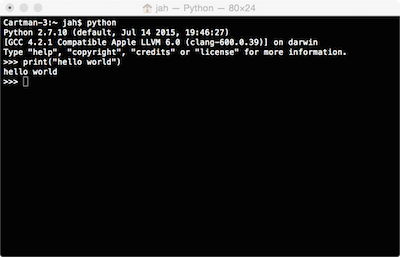 jah — Python — 80×24
Cartman-3:~ jah$ python
Python 2.7.10 (default, Jul 14 2015, 19:46:27)
[GCC 4.2.1 Compatible Apple LLVM 6.0 (clang-600.0.39)] on darwin
Type "help", "copyright", "credits" or "license" for more information.
>>> print("hello world")
hello world
>>>